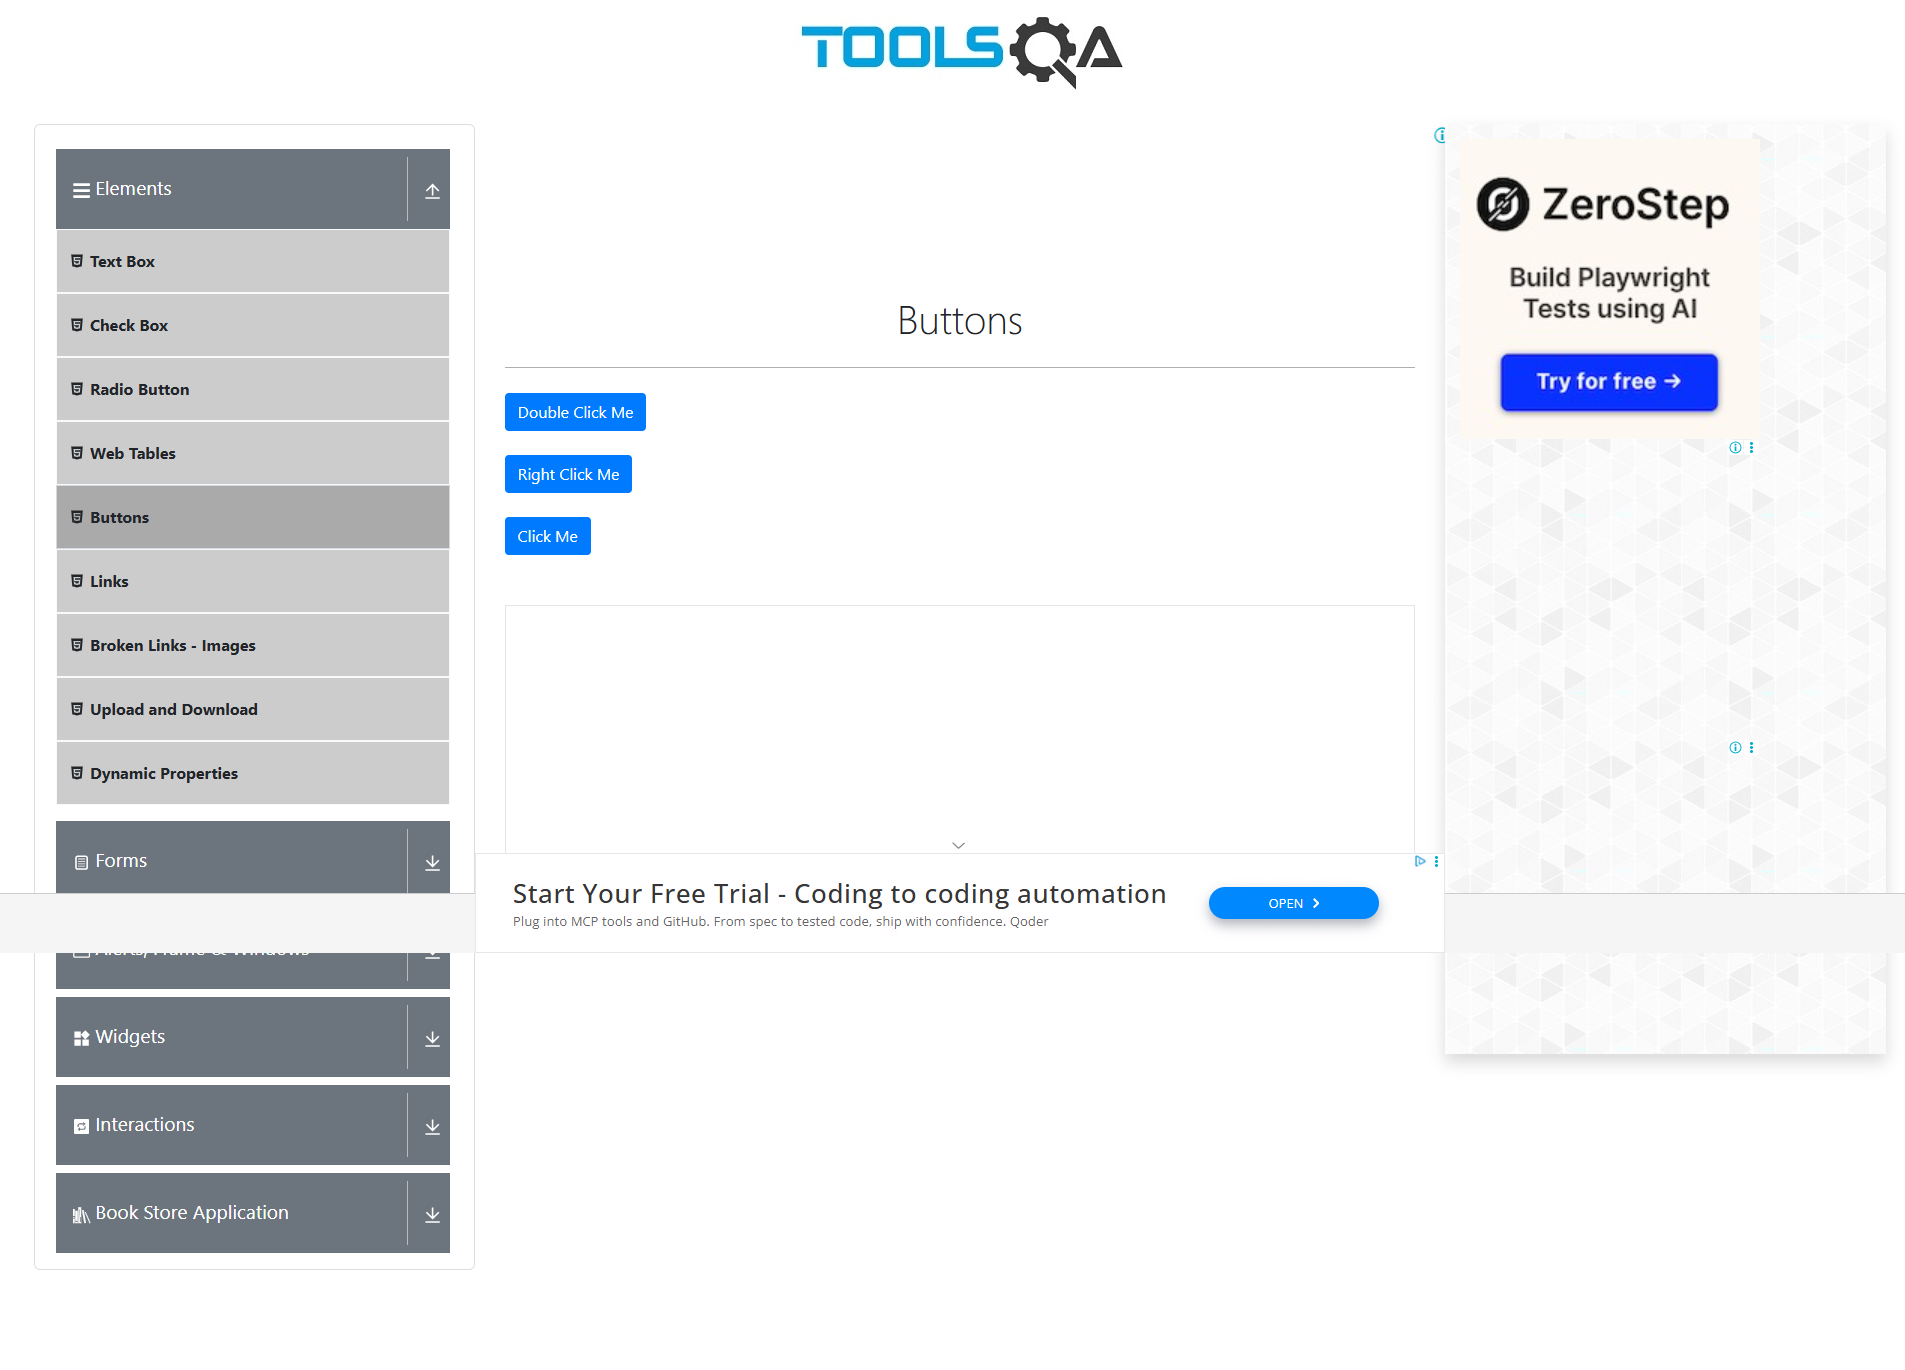 TOOLSQA
Elements
Text Box
Check Box
Radio Button
Web Tables
Buttons
Links
Broken Links - Images
Upload and Download
Dynamic Properties
Forms
Alerts, Frame & Windows
Widgets
Interactions
Book Store Application
Buttons
Double Click Me
Right Click Me
Click Me
Start Your Free Trial - Coding to coding automation
Plug into MCP tools and GitHub. From spec to tested code, ship with confidence. Qoder
OPEN
ZeroStep
Build Playwright
Tests using AI
Try for free →